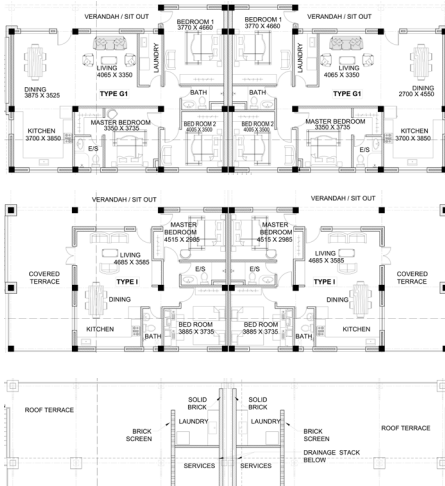 VERANDAH / SIT OUT
BEDROOM 1
3770 X 4660
BEDROOM 1
3770 X 4660
VERANDAH / SIT OUT
LAUNDRY
LAUNDRY
LIVING
4065 X 3350
LIVING
4065 X 3350
DINING
3875 X 3525
TYPE G1
BATH
BATH
TYPE G1
DINING
2700 X 4550
KITCHEN
3700 X 3850
MASTER BEDROOM
3350 X 3735
BED ROOM 2
4005 X 3500
BED ROOM 2
4005 X 3500
MASTER BEDROOM
3350 X 3735
KITCHEN
3700 X 3850
E/S
E/S
VERANDAH / SIT OUT
VERANDAH / SIT OUT
MASTER
BEDROOM
4515 X 2985
MASTER
BEDROOM
4515 X 2985
LIVING
4685 X 3585
LIVING
4685 X 3585
COVERED
TERRACE
TYPE I
E/S
E/S
TYPE I
COVERED
TERRACE
DINING
DINING
KITCHEN
BATH
BED ROOM
3885 X 3735
BED ROOM
3885 X 3735
BATH
KITCHEN
SOLID
BRICK
SOLID
BRICK
ROOF TERRACE
LAUNDRY
LAUNDRY
ROOF TERRACE
BRICK
SCREEN
BRICK
SCREEN
DRAINAGE STACK
BELOW
SERVICES
SERVICES